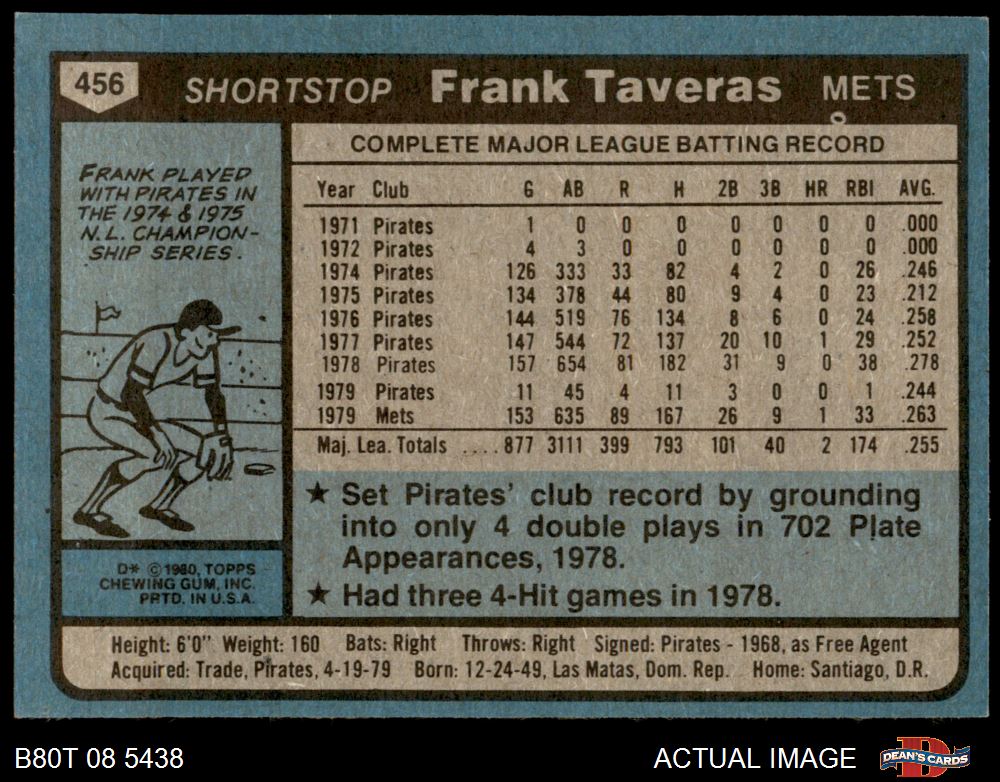 456 SHORTSTOP Frank Taveras METS
FRANK PLAYED
WITH PIRATES IN
THE 1974 & 1975
N.L. CHAMPION-
SHIP SERIES.
COMPLETE MAJOR LEAGUE BATTING RECORD
Year Club G AB R H 2B 3B HR RBI AVG.
1971 Pirates 1 0 0 0 0 0 0 0 .000
1972 Pirates 4 3 0 0 0 0 0 0 .000
1974 Pirates 126 333 33 82 4 2 0 26 .246
1975 Pirates 134 378 44 80 9 4 0 23 .212
1976 Pirates 144 519 76 134 8 6 0 24 .258
1977 Pirates 147 544 72 137 20 10 1 29 .252
1978 Pirates 157 654 81 182 31 9 0 38 .278
1979 Pirates 11 45 4 11 3 0 0 1 .244
1979 Mets 153 635 89 167 26 9 1 33 .263
Maj. Lea. Totals ....877 3111 399 793 101 40 2 174 .255
★ Set Pirates' club record by grounding
into only 4 double plays in 702 Plate
Appearances, 1978.
★ Had three 4-Hit games in 1978.
D* © 1980, TOPPS
CHEWING GUM, INC.
PRTD. IN U.S.A.
Height: 6'0" Weight: 160 Bats: Right Throws: Right Signed: Pirates - 1968, as Free Agent
Acquired: Trade, Pirates, 4-19-79 Born: 12-24-49, Las Matas, Dom. Rep. Home: Santiago, D.R.
B80T 08 5438 ACTUAL IMAGE DEAN'S CARDS